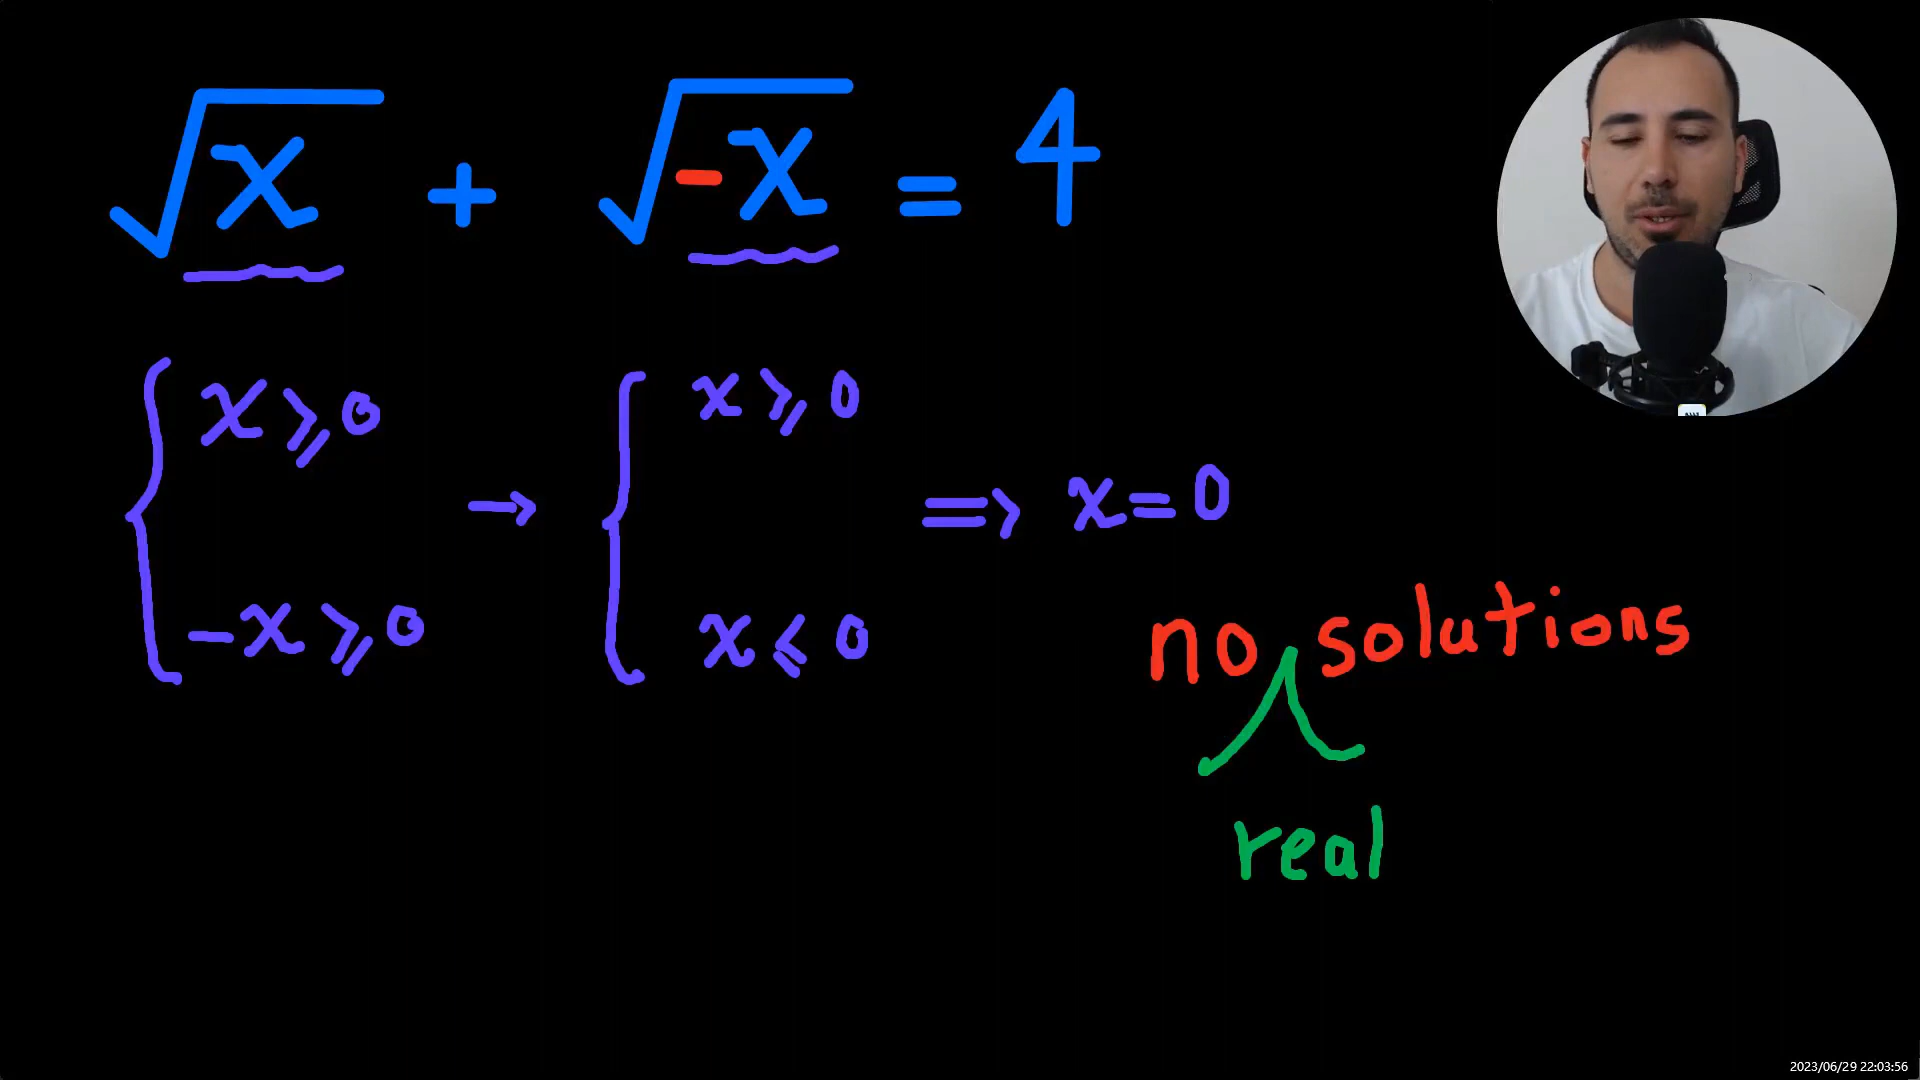 √x + √-x = 4
{ x ⩾ 0 → { x ⩾ 0
⇒ x = 0
-x ⩾ 0 x ⩽ 0
no solutions
real
2023/06/29 22:03:56